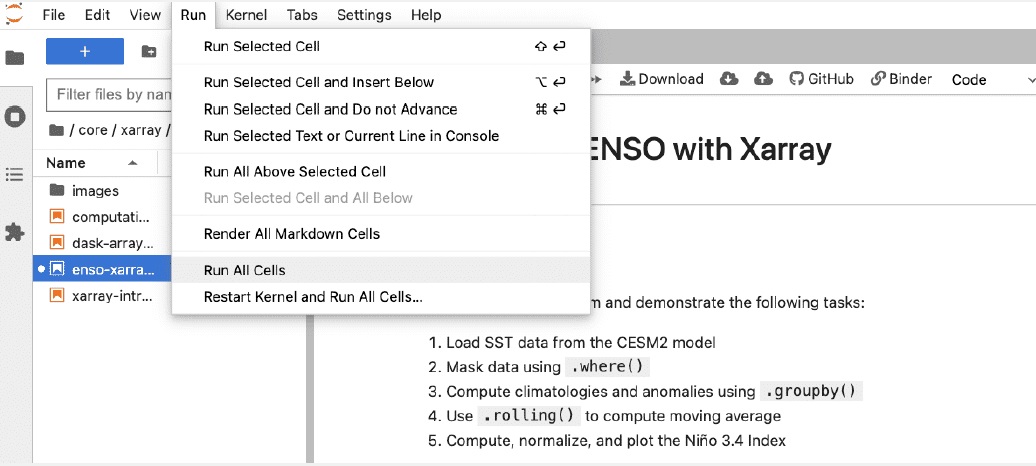 File Edit View Run Kernel Tabs Settings Help
+
Filter files by nam
/ core / xarray /
Name
images
computati...
dask-array...
enso-xarra...
xarray-intr...
Run Selected Cell ⇧ ⏎
Run Selected Cell and Insert Below ⌥ ⏎
Run Selected Cell and Do not Advance ⌘ ⏎
Run Selected Text or Current Line in Console
Run All Above Selected Cell
Run Selected Cell and All Below
Render All Markdown Cells
Run All Cells
Restart Kernel and Run All Cells...
Download GitHub Binder Code
ENSO with Xarray
m and demonstrate the following tasks:
1. Load SST data from the CESM2 model
2. Mask data using .where()
3. Compute climatologies and anomalies using .groupby()
4. Use .rolling() to compute moving average
5. Compute, normalize, and plot the Niño 3.4 Index